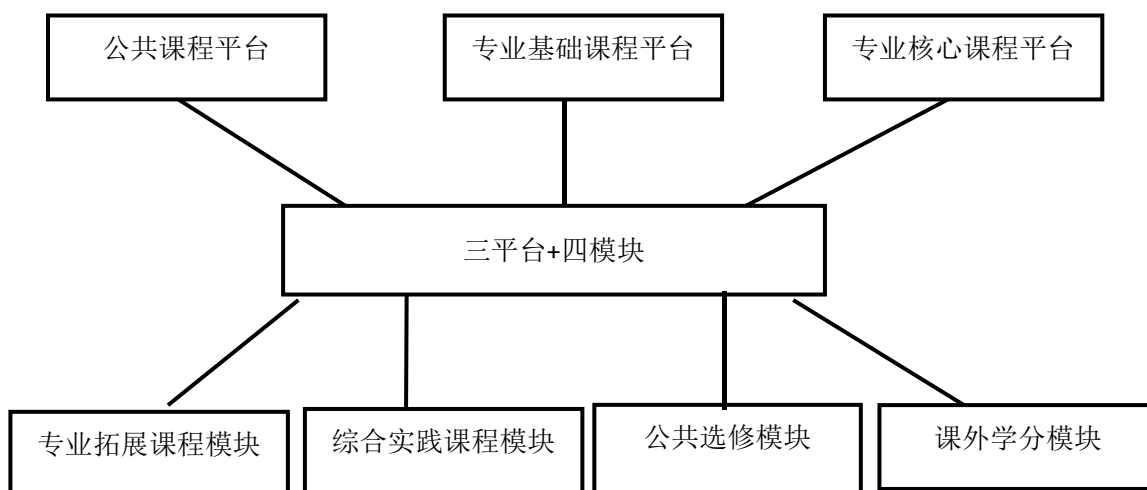 公共课程平台
专业基础课程平台
专业核心课程平台
三平台+四模块
专业拓展课程模块
综合实践课程模块
公共选修模块
课外学分模块